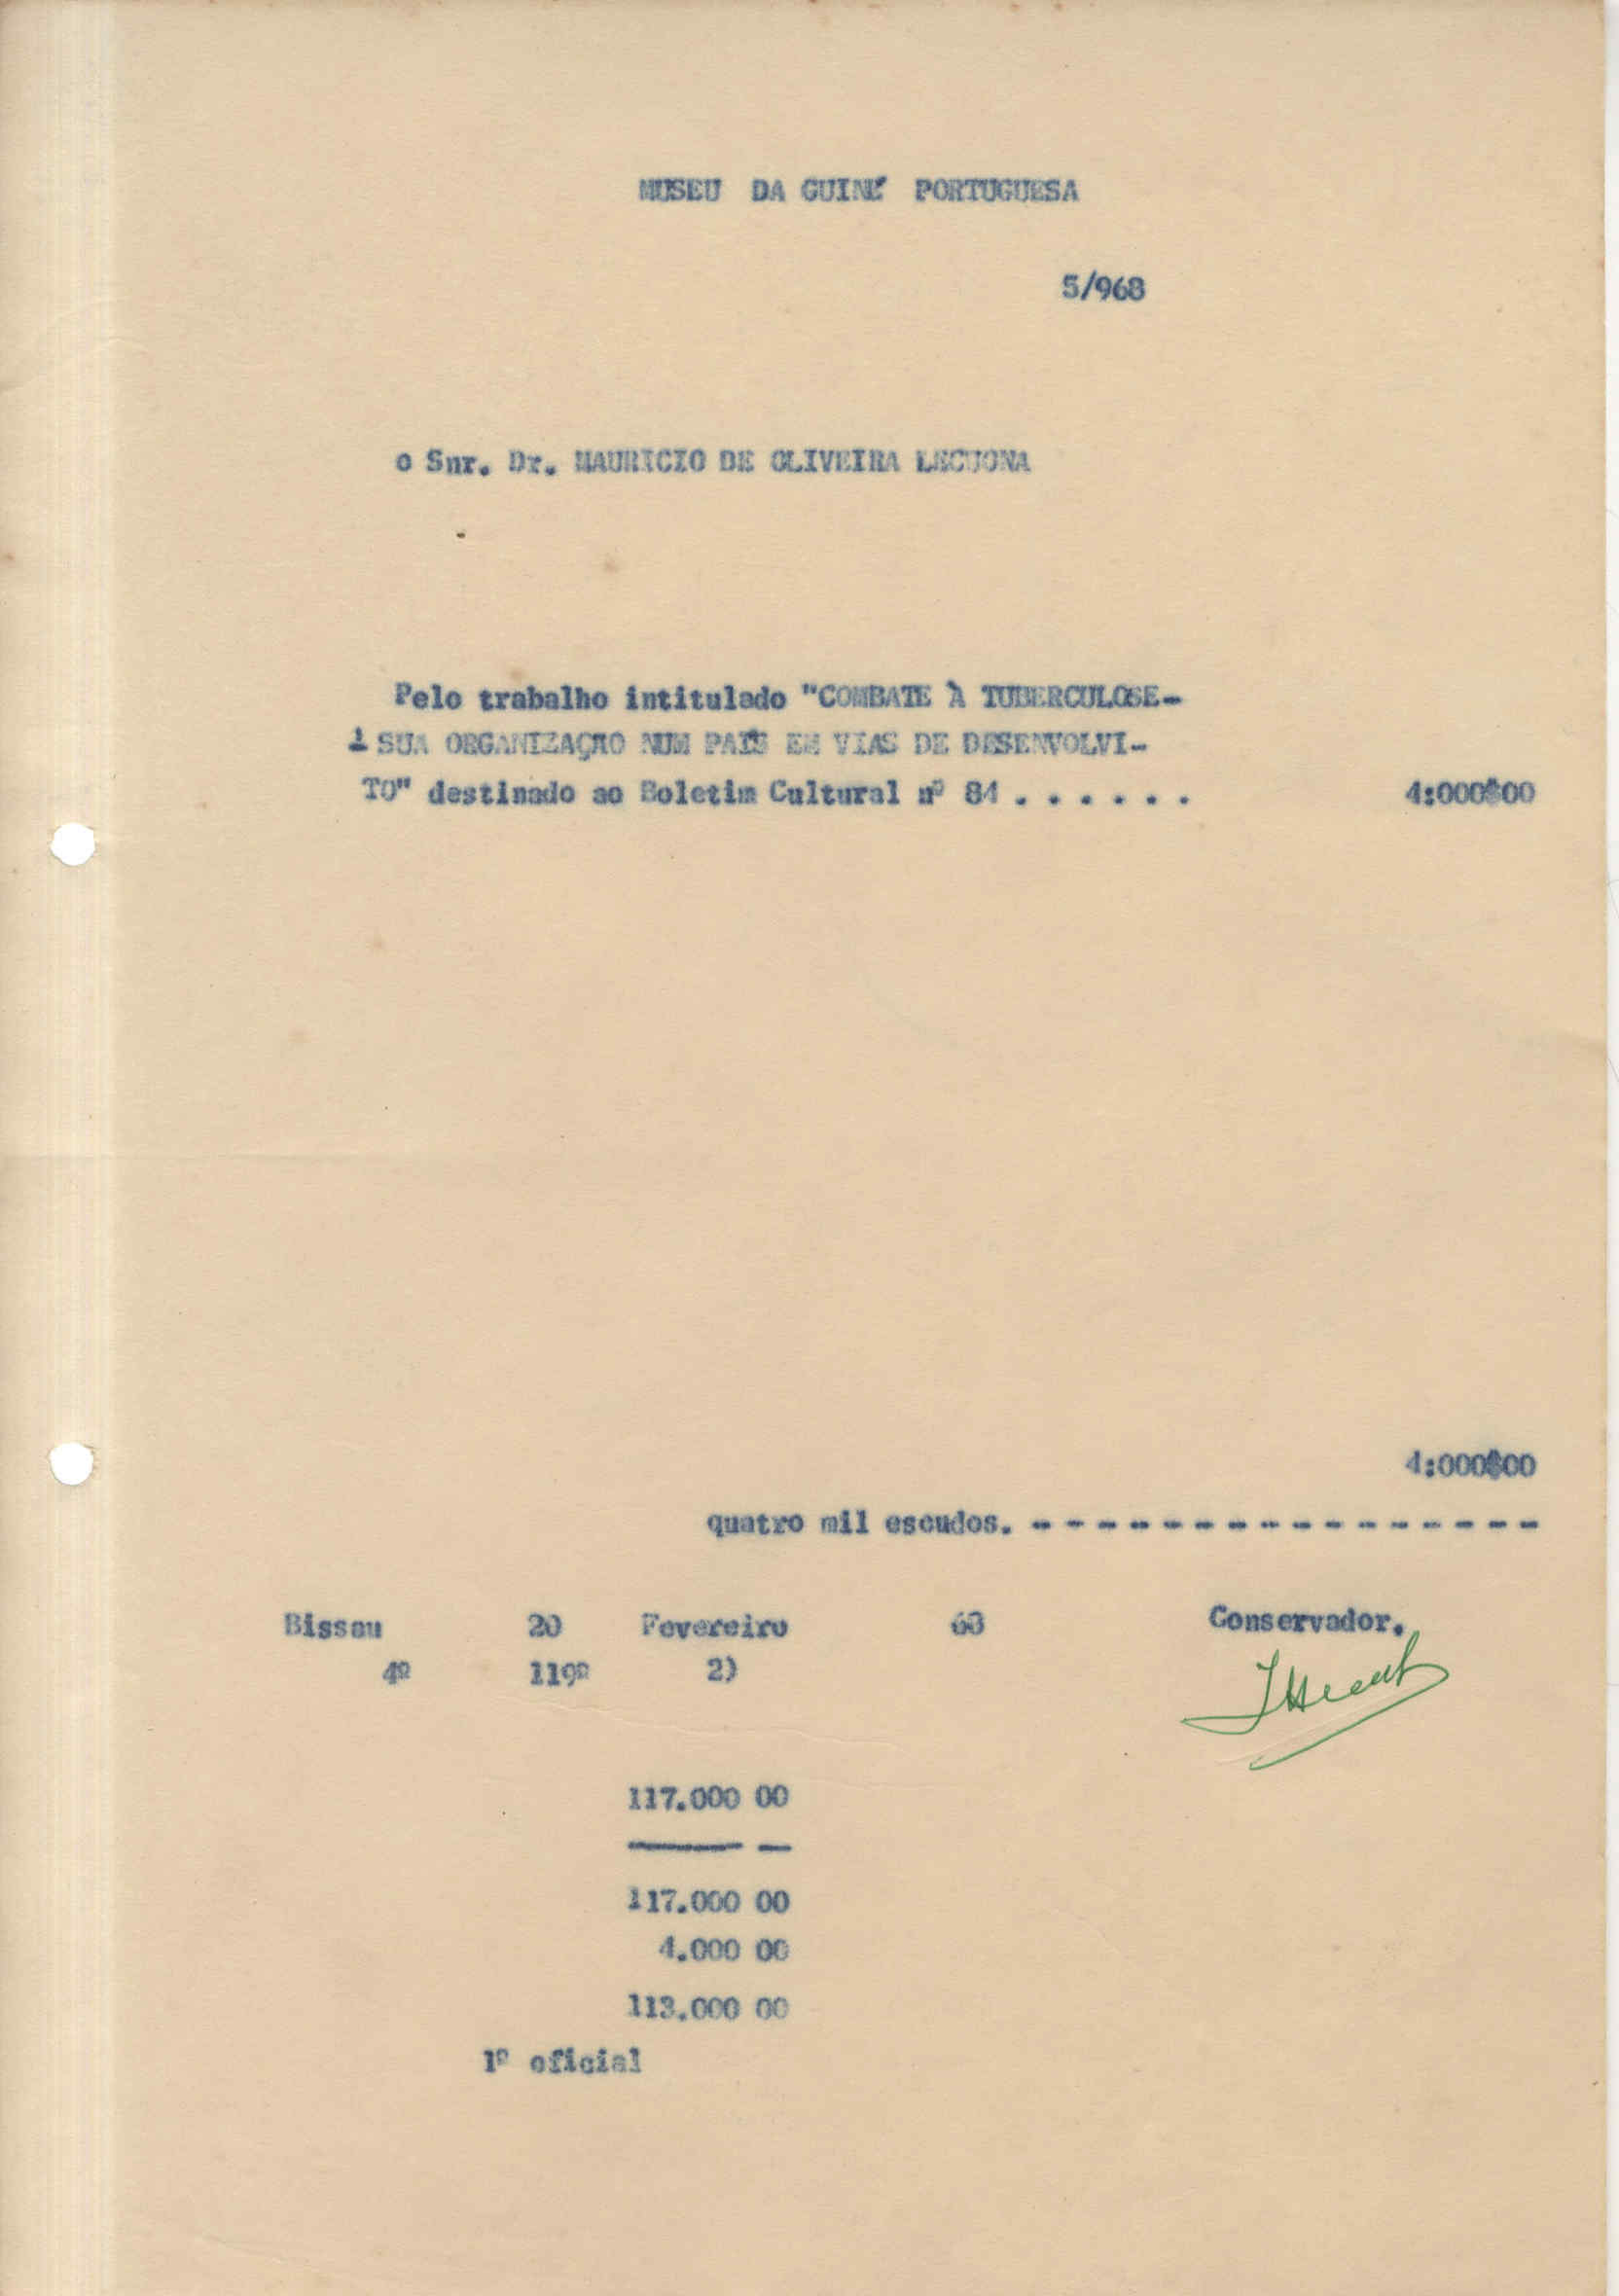 MUSEU DA GUINÉ PORTUGUESA
5/968
o Snr. Dr. MAURICIO DE OLIVEIRA LECUONA
Pelo trabalho intitulado "COMBATE À TUBERCULOSE-
SUA ORGANIZAÇÃO NUM PAÍS EM VIAS DE DESENVOLVI-
TO" destinado ao Boletim Cultural nº 84 . . . . . . 4:000$00
4:000$00
quatro mil escudos. - - - - - - - - - - - - - - - -
Bissau 20 Fevereiro 68 Conservador.
4º 119º 2)
117.000 00
117.000 00
4.000 00
113.000 00
1º oficial